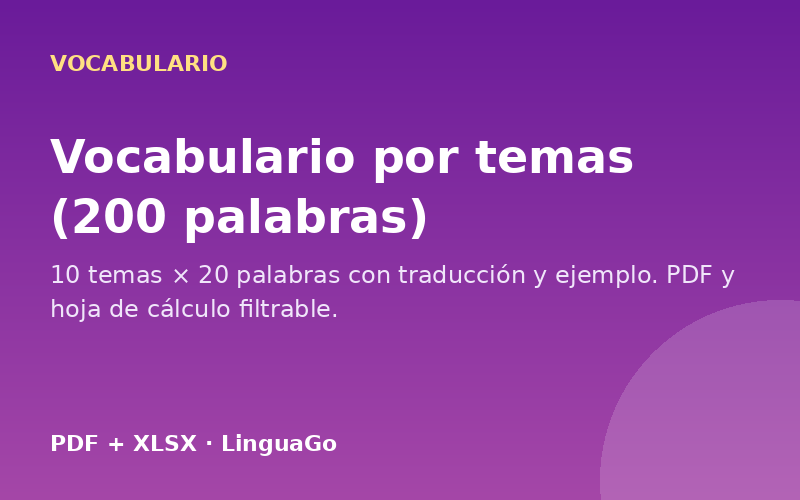 VOCABULARIO
Vocabulario por temas
(200 palabras)
10 temas × 20 palabras con traducción y ejemplo. PDF y
hoja de cálculo filtrable.
PDF + XLSX · LinguaGo